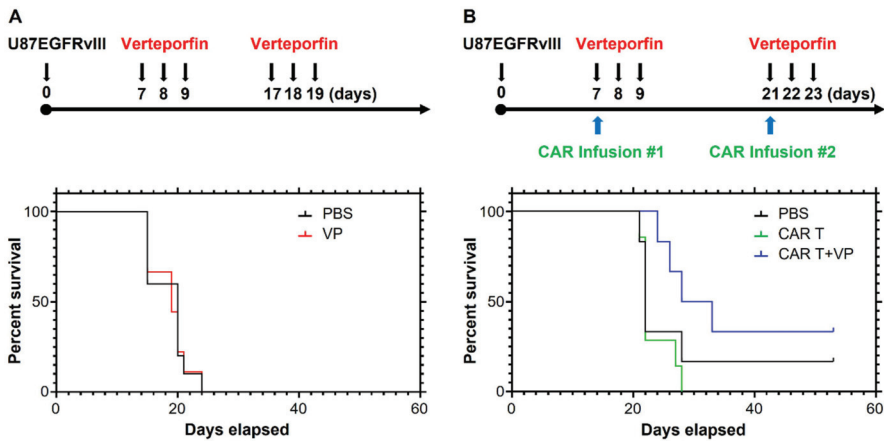 A
U87EGFRvIII Verteporfin Verteporfin
0 7 8 9 17 18 19 (days)
100
50
0
Percent survival
PBS
VP
0 20 40 60
Days elapsed
B
U87EGFRvIII Verteporfin Verteporfin
0 7 8 9 21 22 23 (days)
CAR Infusion #1 CAR Infusion #2
100
50
0
Percent survival
PBS
CAR T
CAR T+VP
0 20 40 60
Days elapsed